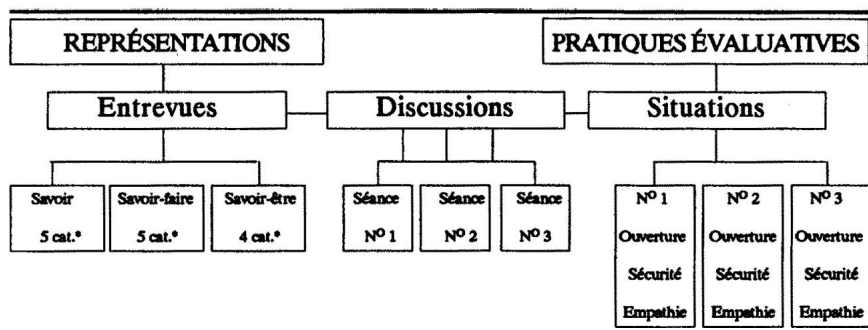 REPRÉSENTATIONS
PRATIQUES ÉVALUATIVES
Entrevues
Discussions
Situations
Savoir
5 cat.*
Savoir-faire
5 cat.*
Savoir-être
4 cat.*
Séance
Nº 1
Séance
Nº 2
Séance
Nº 3
Nº 1
Ouverture
Sécurité
Empathie
Nº 2
Ouverture
Sécurité
Empathie
Nº 3
Ouverture
Sécurité
Empathie